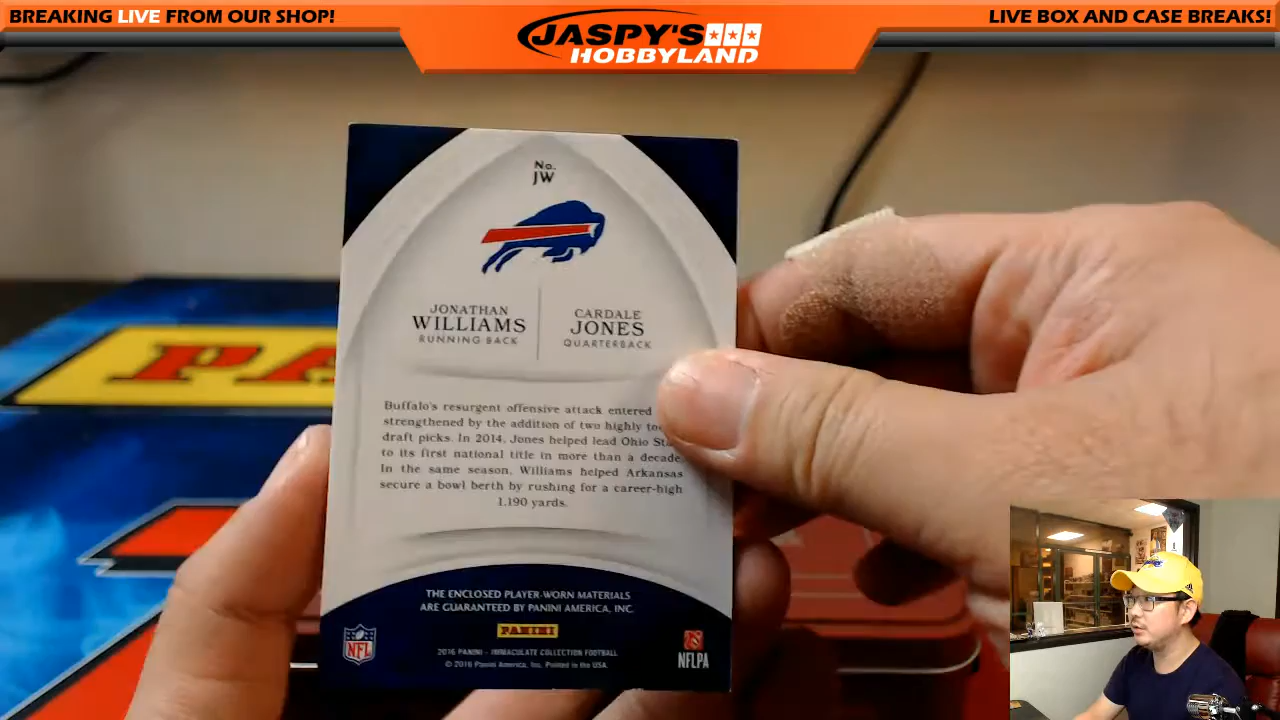 BREAKING LIVE FROM OUR SHOP!
JASPY'S
HOBBYLAND
LIVE BOX AND CASE BREAKS!
No.
JW
JONATHAN
WILLIAMS
RUNNING BACK
CARDALE
JONES
QUARTERBACK
Buffalo's resurgent offensive attack entered
strengthened by the addition of two highly
draft picks. In 2014, Jones helped lead Ohio
to its first national title in more than a decade.
In the same season, Williams helped Arkansas
secure a bowl berth by rushing for a career-high
1,190 yards.
THE ENCLOSED PLAYER-WORN MATERIALS
ARE GUARANTEED BY PANINI AMERICA, INC.
PANINI
2016 PANINI - IMMACULATE COLLECTION FOOTBALL
© 2016 Panini America, Inc. Printed in the USA.
NFL
NFLPA